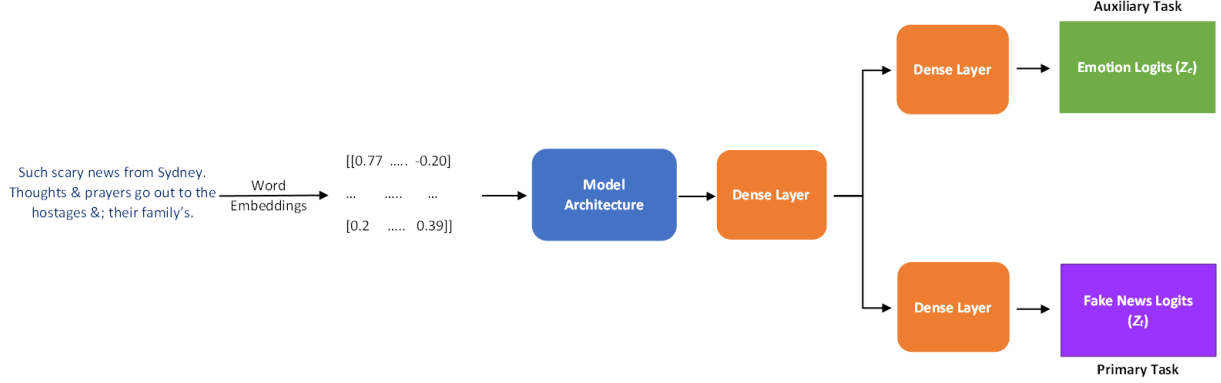 Such scary news from Sydney.
Thoughts & prayers go out to the
hostages &; their family's.
Word
Embeddings
[[0.77 ….. -0.20]
... ..... ...
[0.2 ….. 0.39]]
Model
Architecture
Dense Layer
Auxiliary Task
Dense Layer
Emotion Logits (Ze)
Dense Layer
Fake News Logits
(Zt)
Primary Task